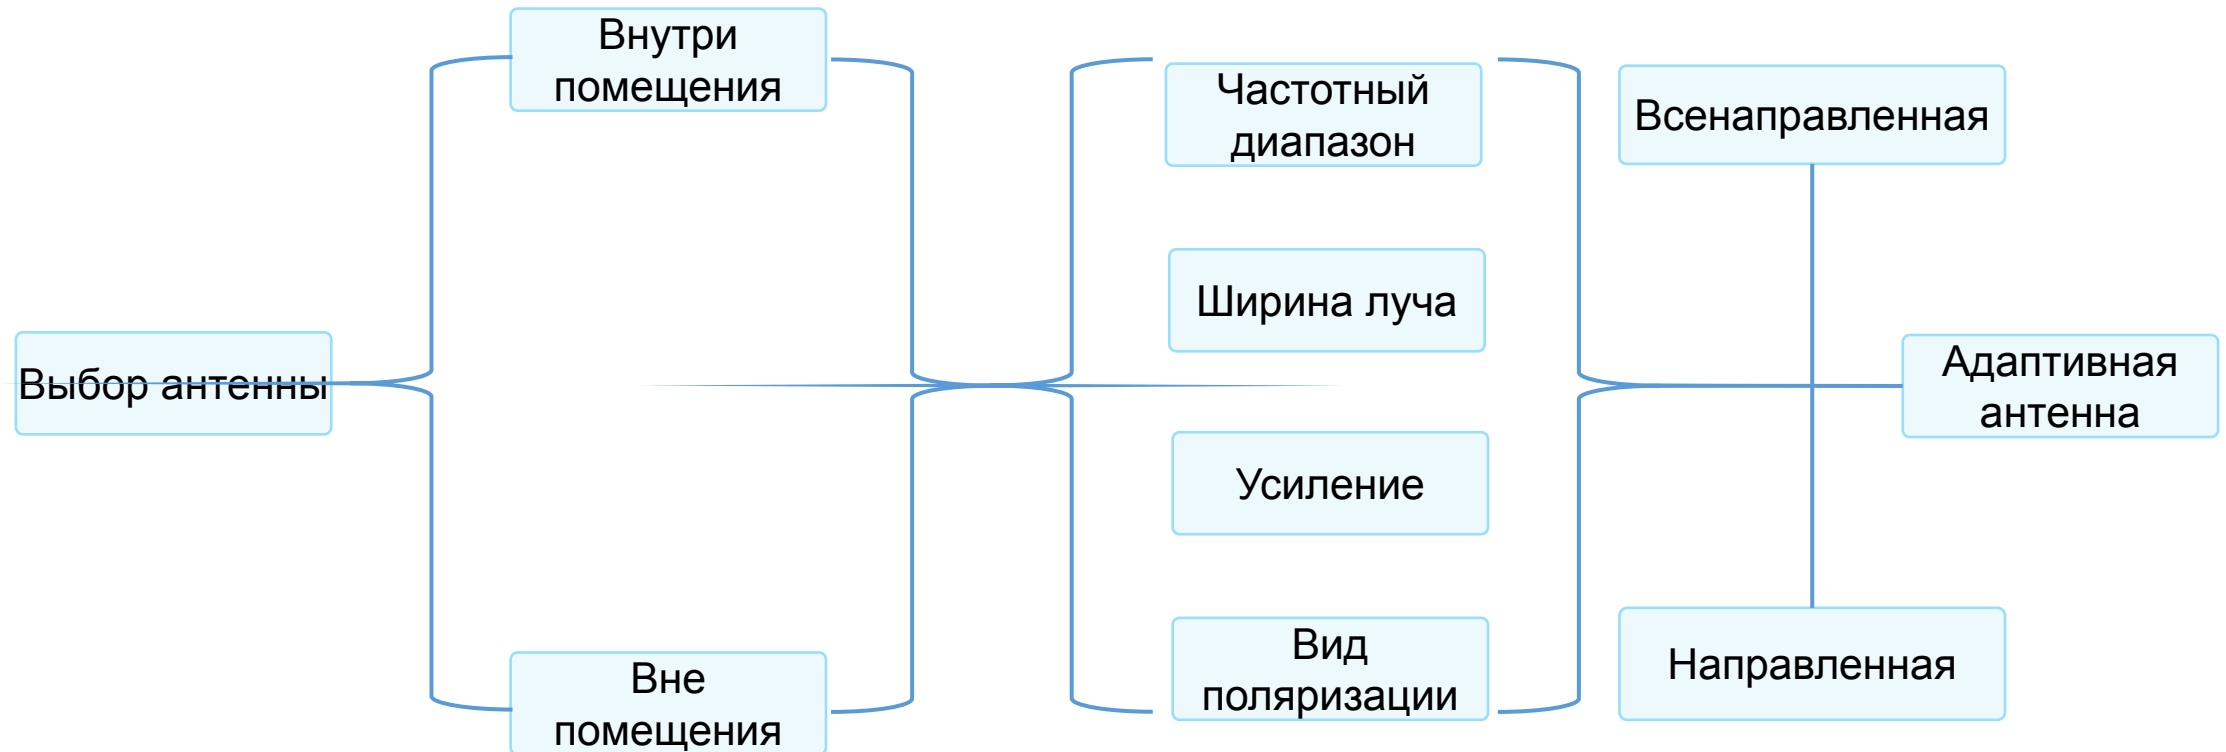 Выбор антенны
Внутри
помещения
Вне
помещения
Частотный
диапазон
Ширина луча
Усиление
Вид
поляризации
Всенаправленная
Адаптивная
антенна
Направленная